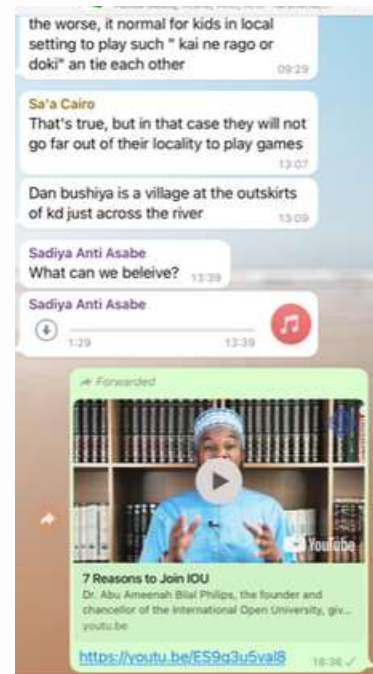 the worse, it normal for kids in local
setting to play such " kai ne rago or
doki" an tie each other
09:29
Sa'a Cairo
That's true, but in that case they will not
go far out of their locality to play games
13:07
Dan bushiya is a village at the outskirts
of kd just across the river
13:09
Sadiya Anti Asabe
What can we beleive?
13:39
Sadiya Anti Asabe
1:29
13:39
Forwarded
YouTube
7 Reasons to Join IOU
Dr. Abu Ameenah Bilal Philips, the founder and
chancellor of the International Open University, giv...
youtu.be
https://youtu.be/ES9q3u5val8
18:36